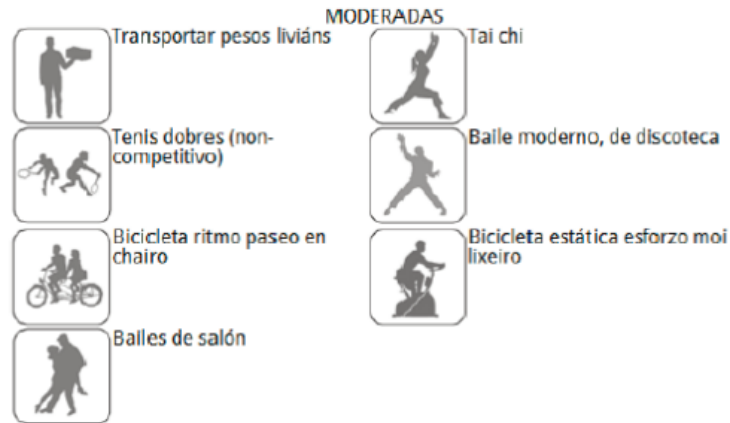 MODERADAS
Transportar pesos liviáns
Tenis dobres (non-
competitivo)
Bicicleta ritmo paseo en
chairo
Bailes de salón
Tai chi
Baile moderno, de discoteca
Bicicleta estática esforzo moi
lixeiro